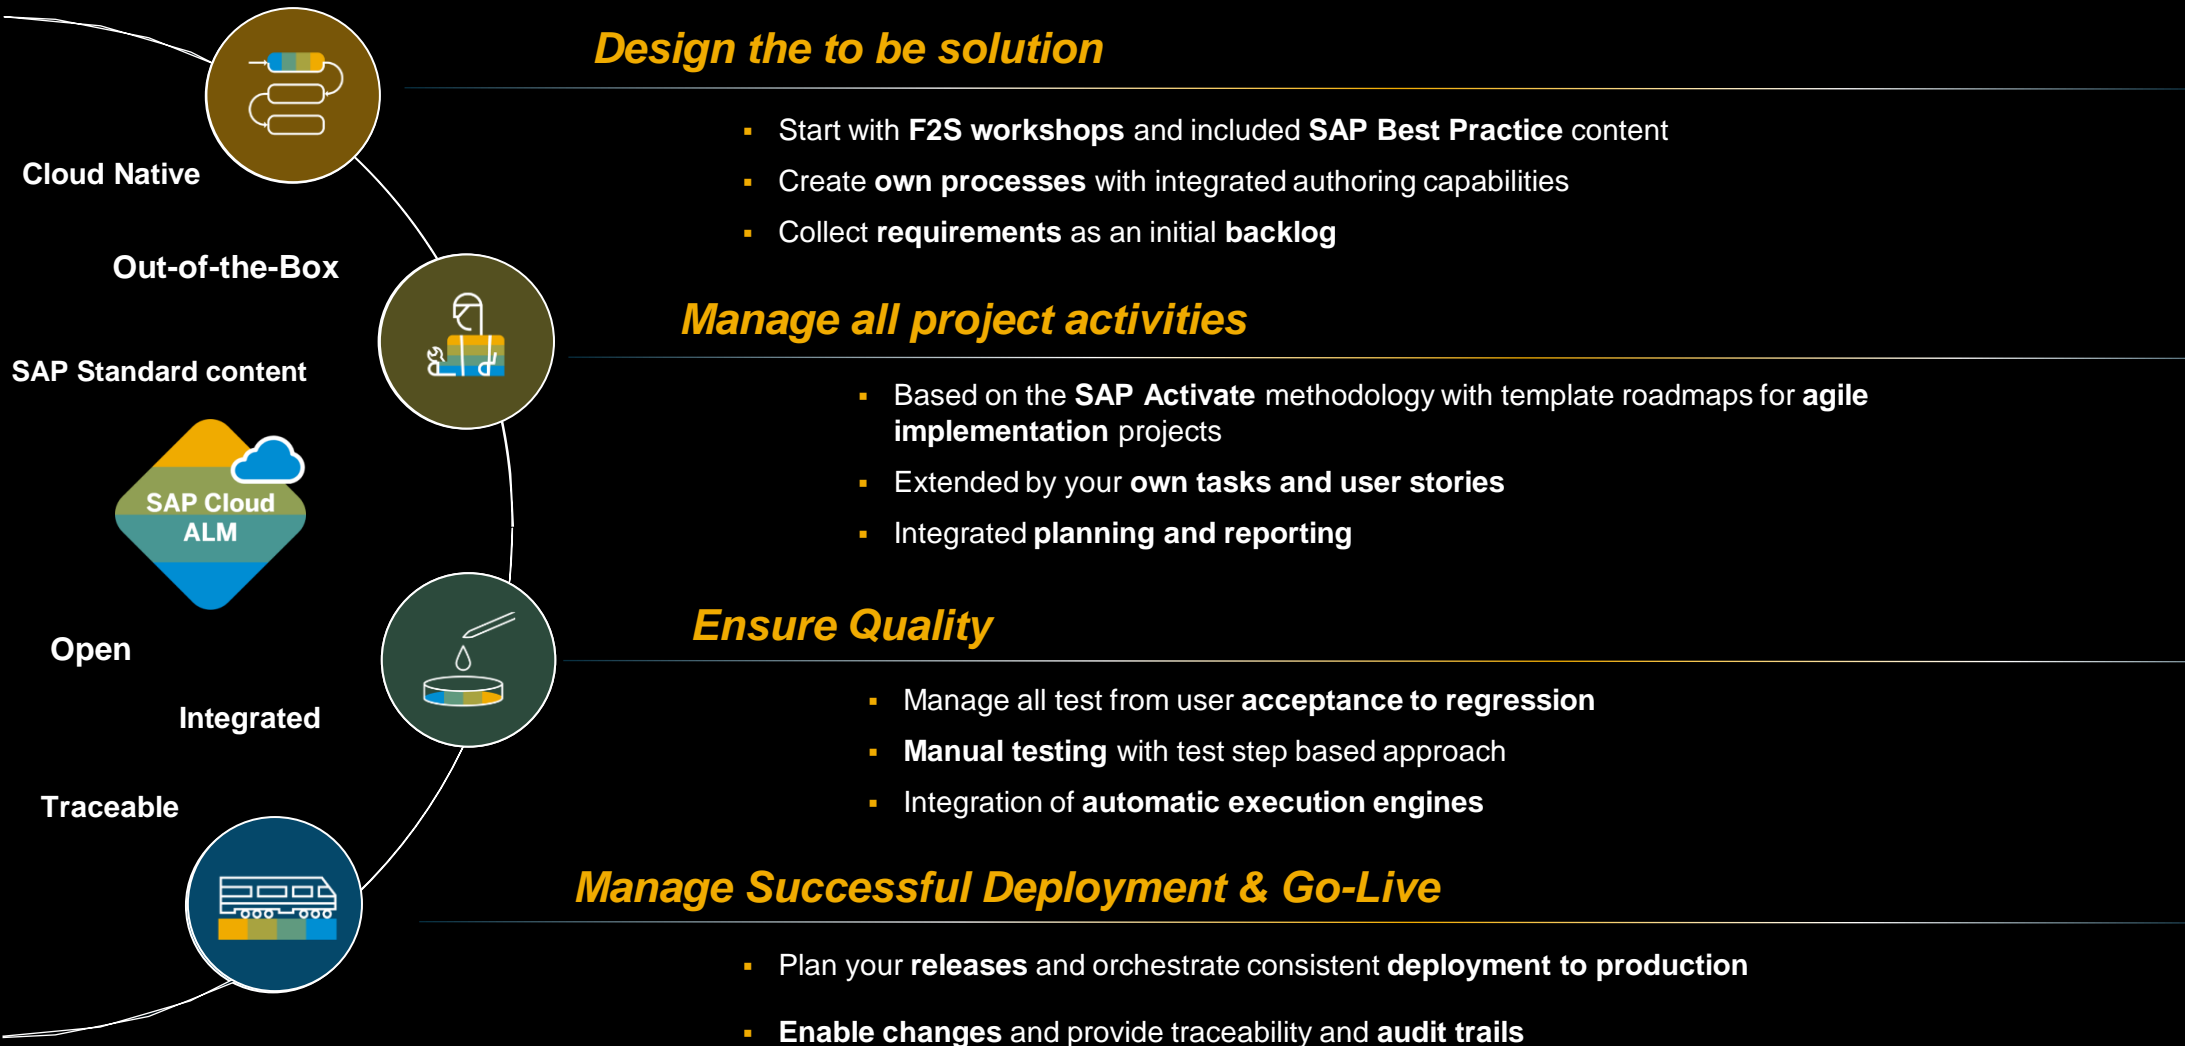 Design the to be solution
Start with F2S workshops and included SAP Best Practice content
Create own processes with integrated authoring capabilities
Collect requirements as an initial backlog
Cloud Native
Out-of-the-Box
SAP Standard content
SAP Cloud
ALM
Open
Integrated
Traceable
Manage all project activities
Based on the SAP Activate methodology with template roadmaps for agile
implementation projects
Extended by your own tasks and user stories
Integrated planning and reporting
Ensure Quality
Manage all test from user acceptance to regression
Manual testing with test step based approach
Integration of automatic execution engines
Manage Successful Deployment & Go-Live
Plan your releases and orchestrate consistent deployment to production
Enable changes and provide traceability and audit trails